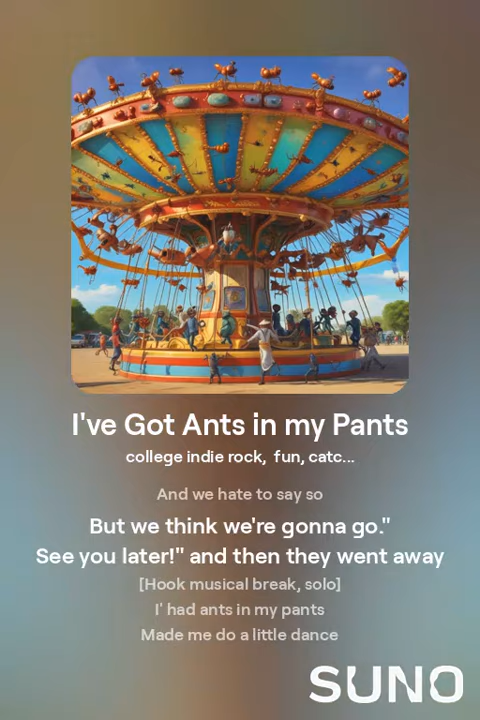 I've Got Ants in my Pants
college indie rock, fun, catc...
And we hate to say so
But we think we're gonna go."
See you later!" and then they went away
[Hook musical break, solo]
I' had ants in my pants
Made me do a little dance
SUNO